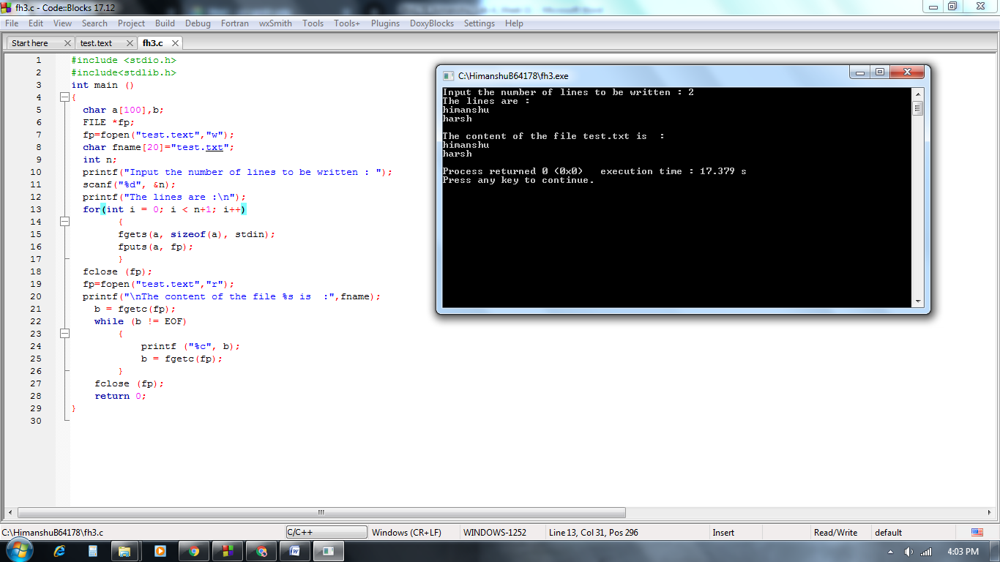 fh3.c - Code::Blocks 17.12
File Edit View Search Project Build Debug Fortran wxSmith Tools Tools+ Plugins DoxyBlocks Settings Help
Start here test.text fh3.c
1 #include <stdio.h>
2 #include<stdlib.h>
3 int main ()
4 {
5 char a[100],b;
6 FILE *fp;
7 fp=fopen("test.text","w");
8 char fname[20]="test.txt";
9 int n;
10 printf("Input the number of lines to be written : ");
11 scanf("%d", &n);
12 printf("The lines are :\n");
13 for(int i = 0; i < n+1; i++)
14 {
15 fgets(a, sizeof(a), stdin);
16 fputs(a, fp);
17 }
18 fclose (fp);
19 fp=fopen("test.text","r");
20 printf("\nThe content of the file %s is  :",fname);
21 b = fgetc(fp);
22 while (b != EOF)
23 {
24 printf ("%c", b);
25 b = fgetc(fp);
26 }
27 fclose (fp);
28 return 0;
29 }
30
C:\HimanshuB64178\fh3.exe
Input the number of lines to be written : 2
The lines are :
himanshu
harsh
The content of the file test.txt is  :
himanshu
harsh
Process returned 0 (0x0)   execution time : 17.379 s
Press any key to continue.
C:\HimanshuB64178\fh3.c C/C++ Windows (CR+LF) WINDOWS-1252 Line 13, Col 31, Pos 296 Insert Read/Write default
4:03 PM